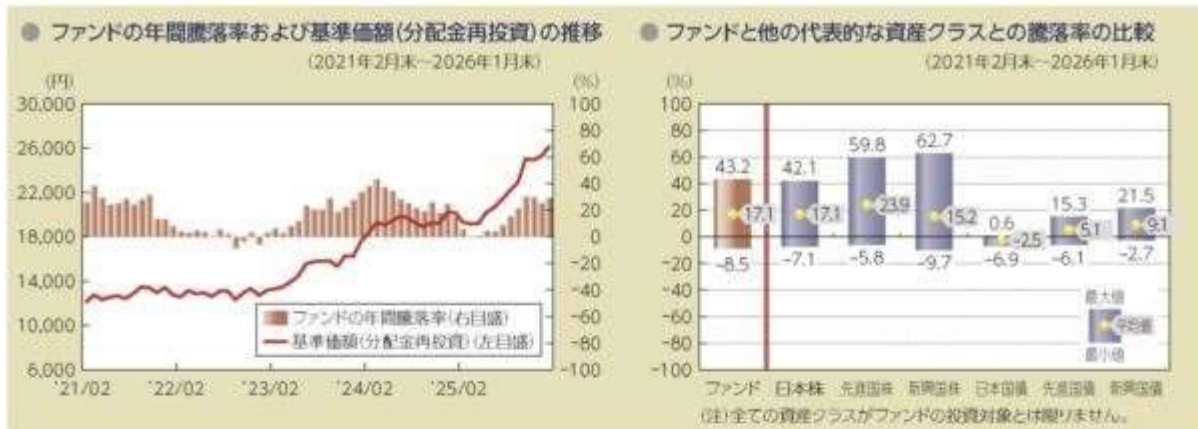 ● ファンドの年間騰落率および基準価額(分配金再投資)の推移
(2021年2月末～2026年1月末)
(円)
(%)
30,000
26,000
22,000
18,000
14,000
10,000
6,000
100
80
60
40
20
0
-20
-40
-60
-80
-100
ファンドの年間騰落率(右目盛)
基準価額(分配金再投資)(左目盛)
'21/02 '22/02 '23/02 '24/02 '25/02
● ファンドと他の代表的な資産クラスとの騰落率の比較
(2021年2月末～2026年1月末)
(%)
100
80
60
40
20
0
-20
-40
-60
-80
-100
43.2 42.1 59.8 62.7 0.6 15.3 21.5
17.1 17.1 23.9 15.2 -2.5 5.1 9.1
-8.5 -7.1 -5.8 -9.7 -6.9 -6.1 -2.7
最大値
平均値
最小値
ファンド 日本株 先進国株 新興国株 日本国債 先進国債 新興国債
(注)全ての資産クラスがファンドの投資対象とは限りません。